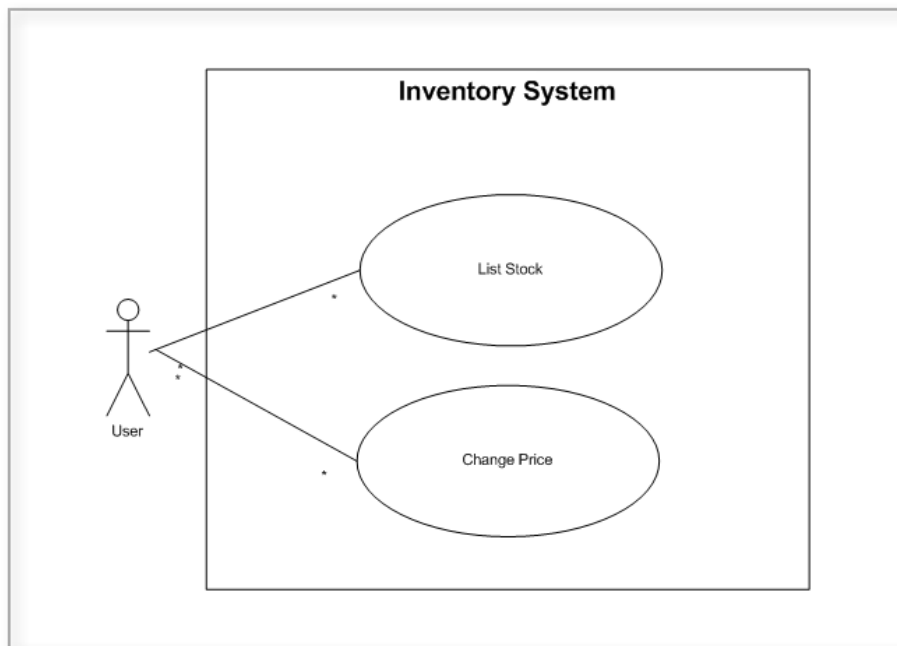 Inventory System
List Stock
*
*
*
User
Change Price
*